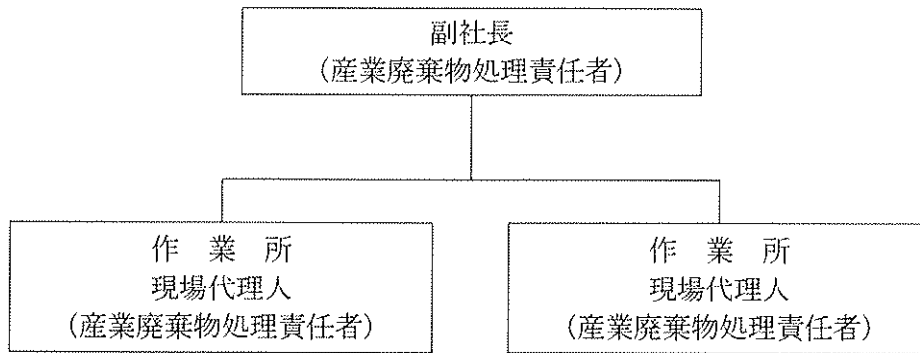 副社長
(産業廃棄物処理責任者)
作　業　所
現場代理人
(産業廃棄物処理責任者)
作　業　所
現場代理人
(産業廃棄物処理責任者)